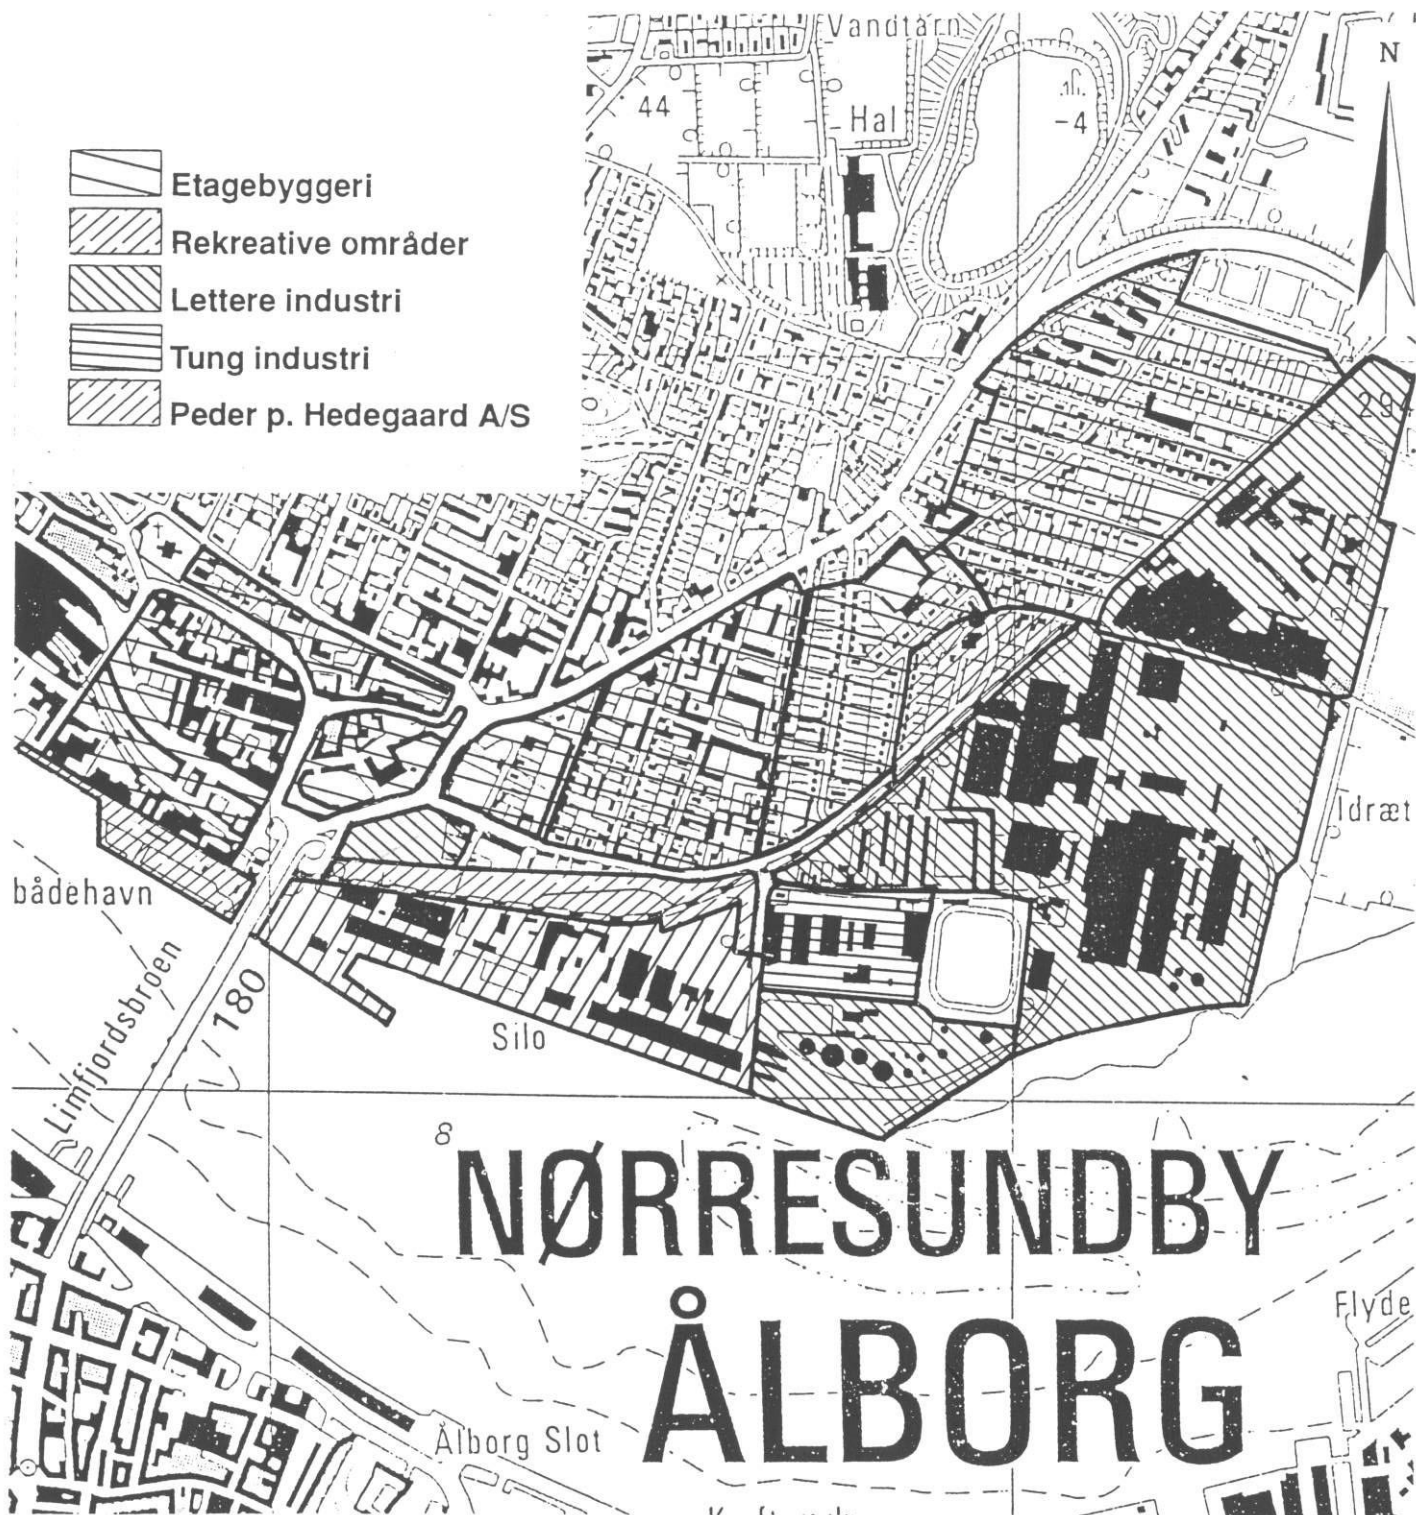 Vandtårn
N
44
-4
Hal
Etagebyggeri
Rekreative områder
Lettere industri
Tung industri
Peder p. Hedegaard A/S
bådehavn
Idræt
Limfjordsbroen
180
Silo
8
NØRRESUNDBY
ÅLBORG
Flyde
Ålborg Slot